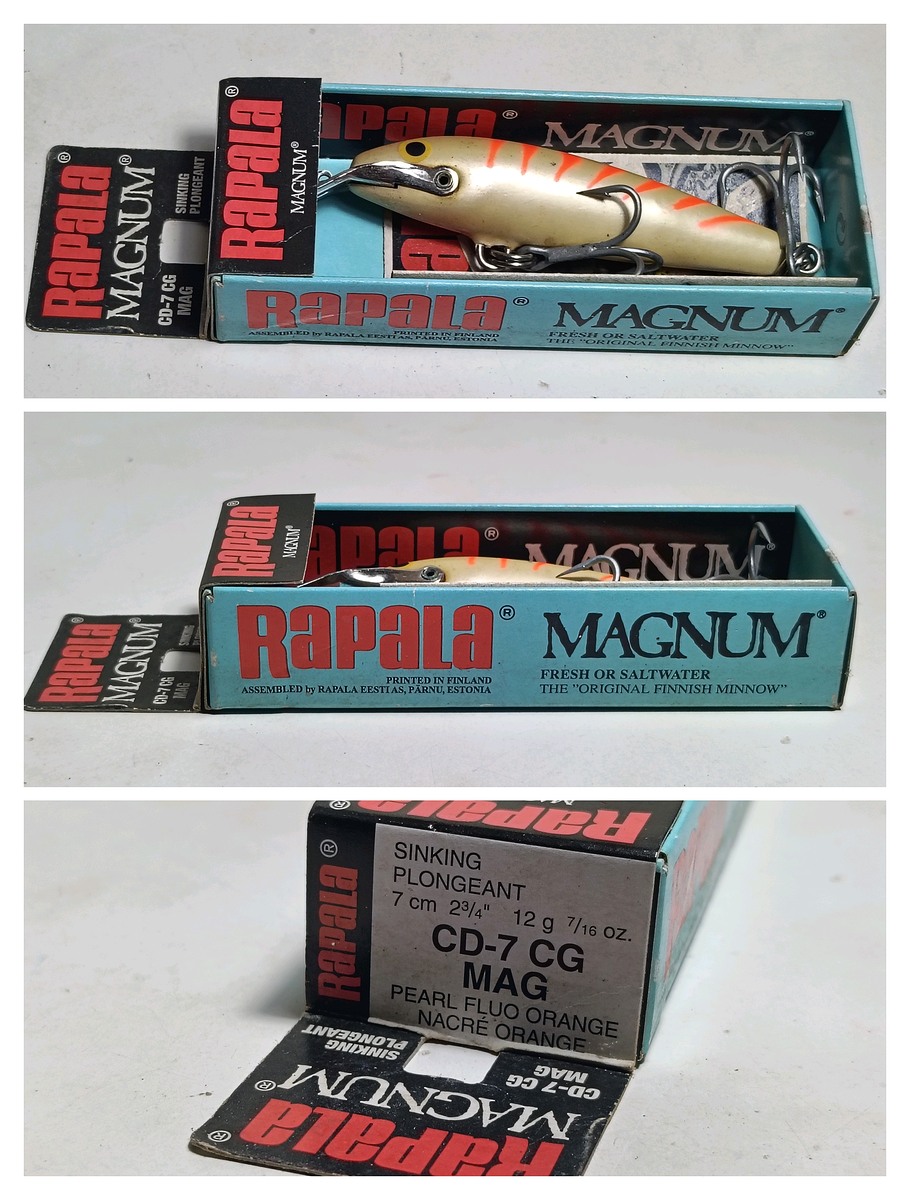 RAPALA®
MAGNUM®
SINKING
PLONGEANT
CD-7 CG
MAG
RAPALA®
MAGNUM®
RAPALA®
MAGNUM®
RAPALA®
MAGNUM®
PRINTED IN FINLAND
ASSEMBLED by RAPALA EESTI AS, PÄRNU, ESTONIA
FRESH OR SALTWATER
THE "ORIGINAL FINNISH MINNOW"
RAPALA®
MAGNUM®
SINKING
CD-7 CG
MAG
RAPALA®
MAGNUM®
RAPALA®
MAGNUM
RAPALA®
MAGNUM®
PRINTED IN FINLAND
ASSEMBLED by RAPALA EESTI AS, PÄRNU, ESTONIA
FRESH OR SALTWATER
THE "ORIGINAL FINNISH MINNOW"
RAPALA®
RAPALA®
SINKING
PLONGEANT
7 cm 2 3/4" 12 g 7/16 oz.
CD-7 CG
MAG
PEARL FLUO ORANGE
NACRÉ ORANGE
SINKING
PLONGEANT
CD-7 CG
MAG
MAGNUM®
RAPALA®